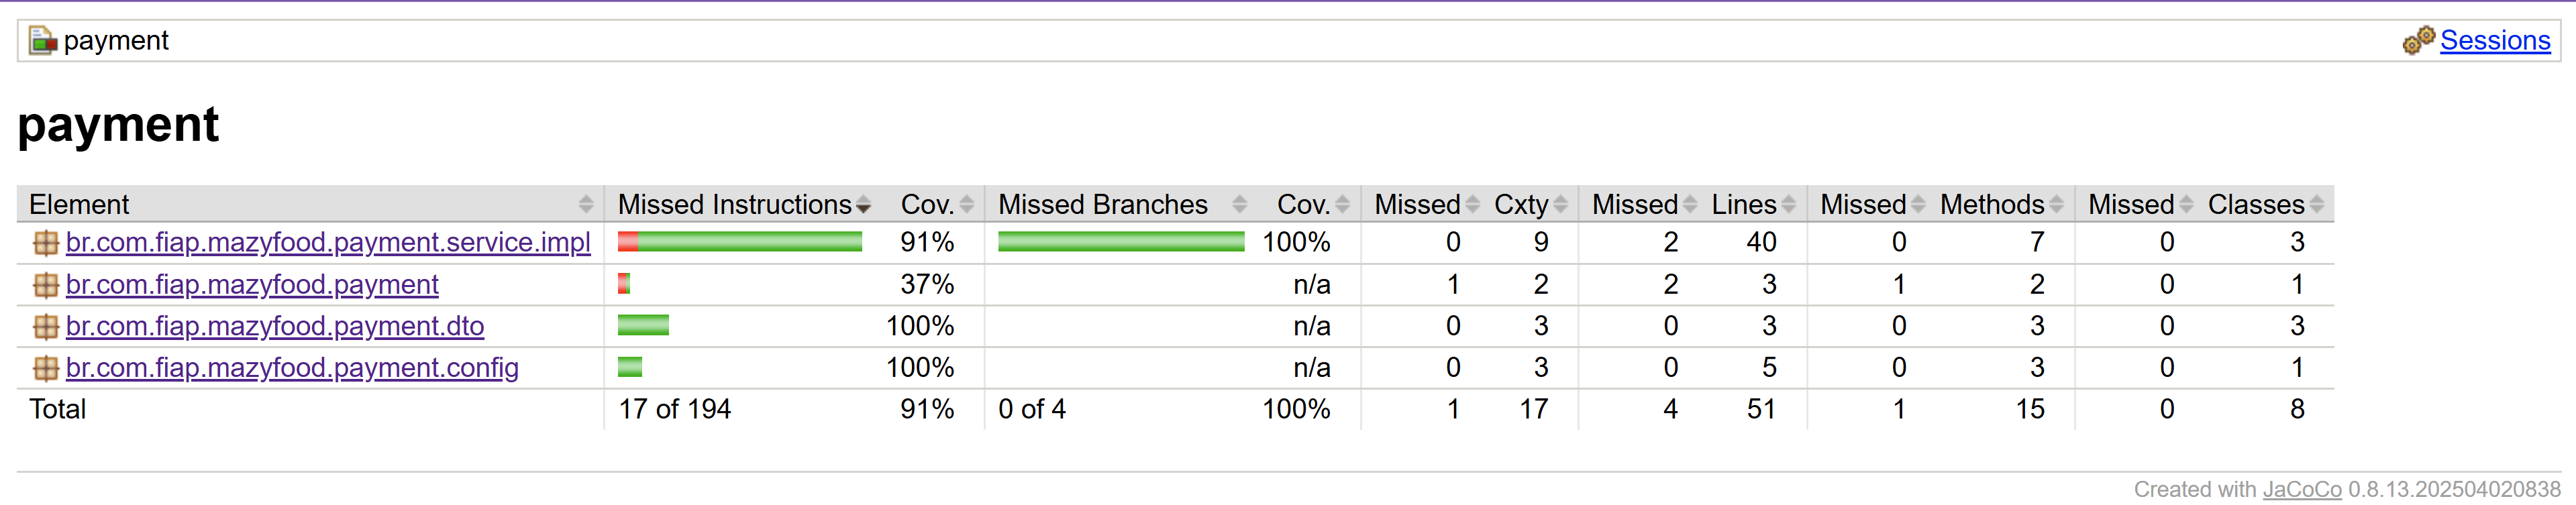 payment Sessions
payment
Element Missed Instructions Cov. Missed Branches Cov. Missed Cxty Missed Lines Missed Methods Missed Classes
br.com.fiap.mazyfood.payment.service.impl 91% 100% 0 9 2 40 0 7 0 3
br.com.fiap.mazyfood.payment 37% n/a 1 2 2 3 1 2 0 1
br.com.fiap.mazyfood.payment.dto 100% n/a 0 3 0 3 0 3 0 3
br.com.fiap.mazyfood.payment.config 100% n/a 0 3 0 5 0 3 0 1
Total 17 of 194 91% 0 of 4 100% 1 17 4 51 1 15 0 8
Created with JaCoCo 0.8.13.202504020838